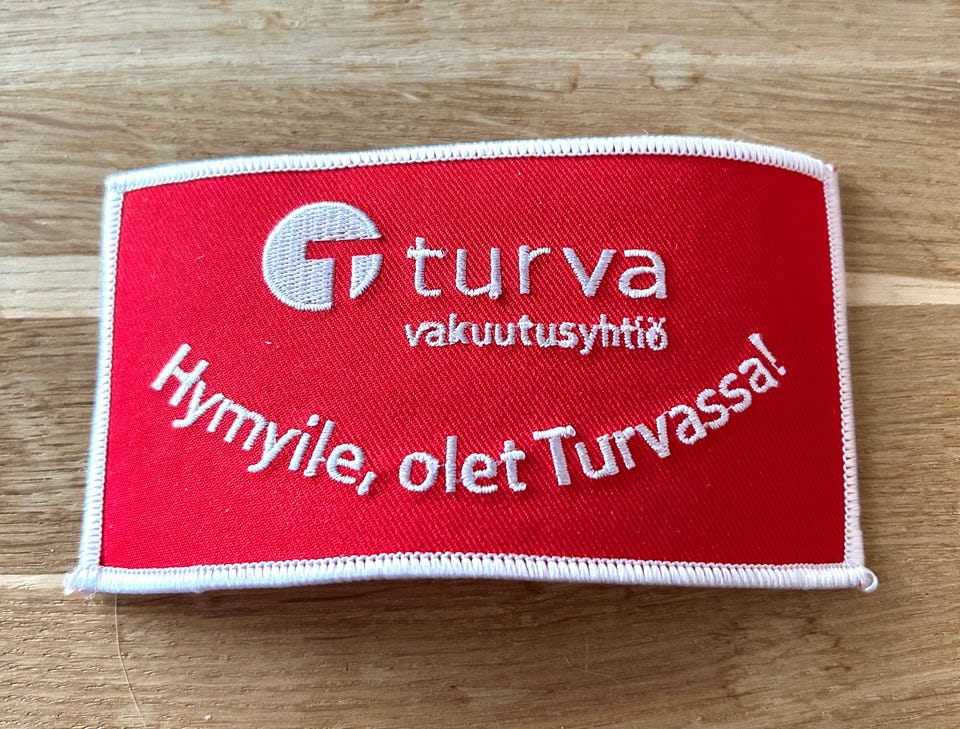 turva
vakuutusyhtiö
Hymyile, olet Turvassa!